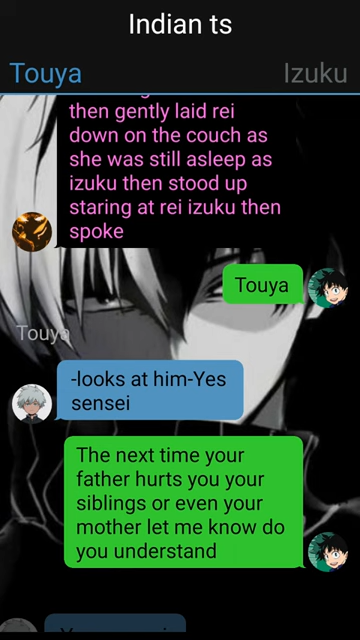 Indian ts
Touya
Izuku
then gently laid rei
down on the couch as
she was still asleep as
izuku then stood up
staring at rei izuku then
spoke
Touya
Touya
-looks at him-Yes
sensei
The next time your
father hurts you your
siblings or even your
mother let me know do
you understand